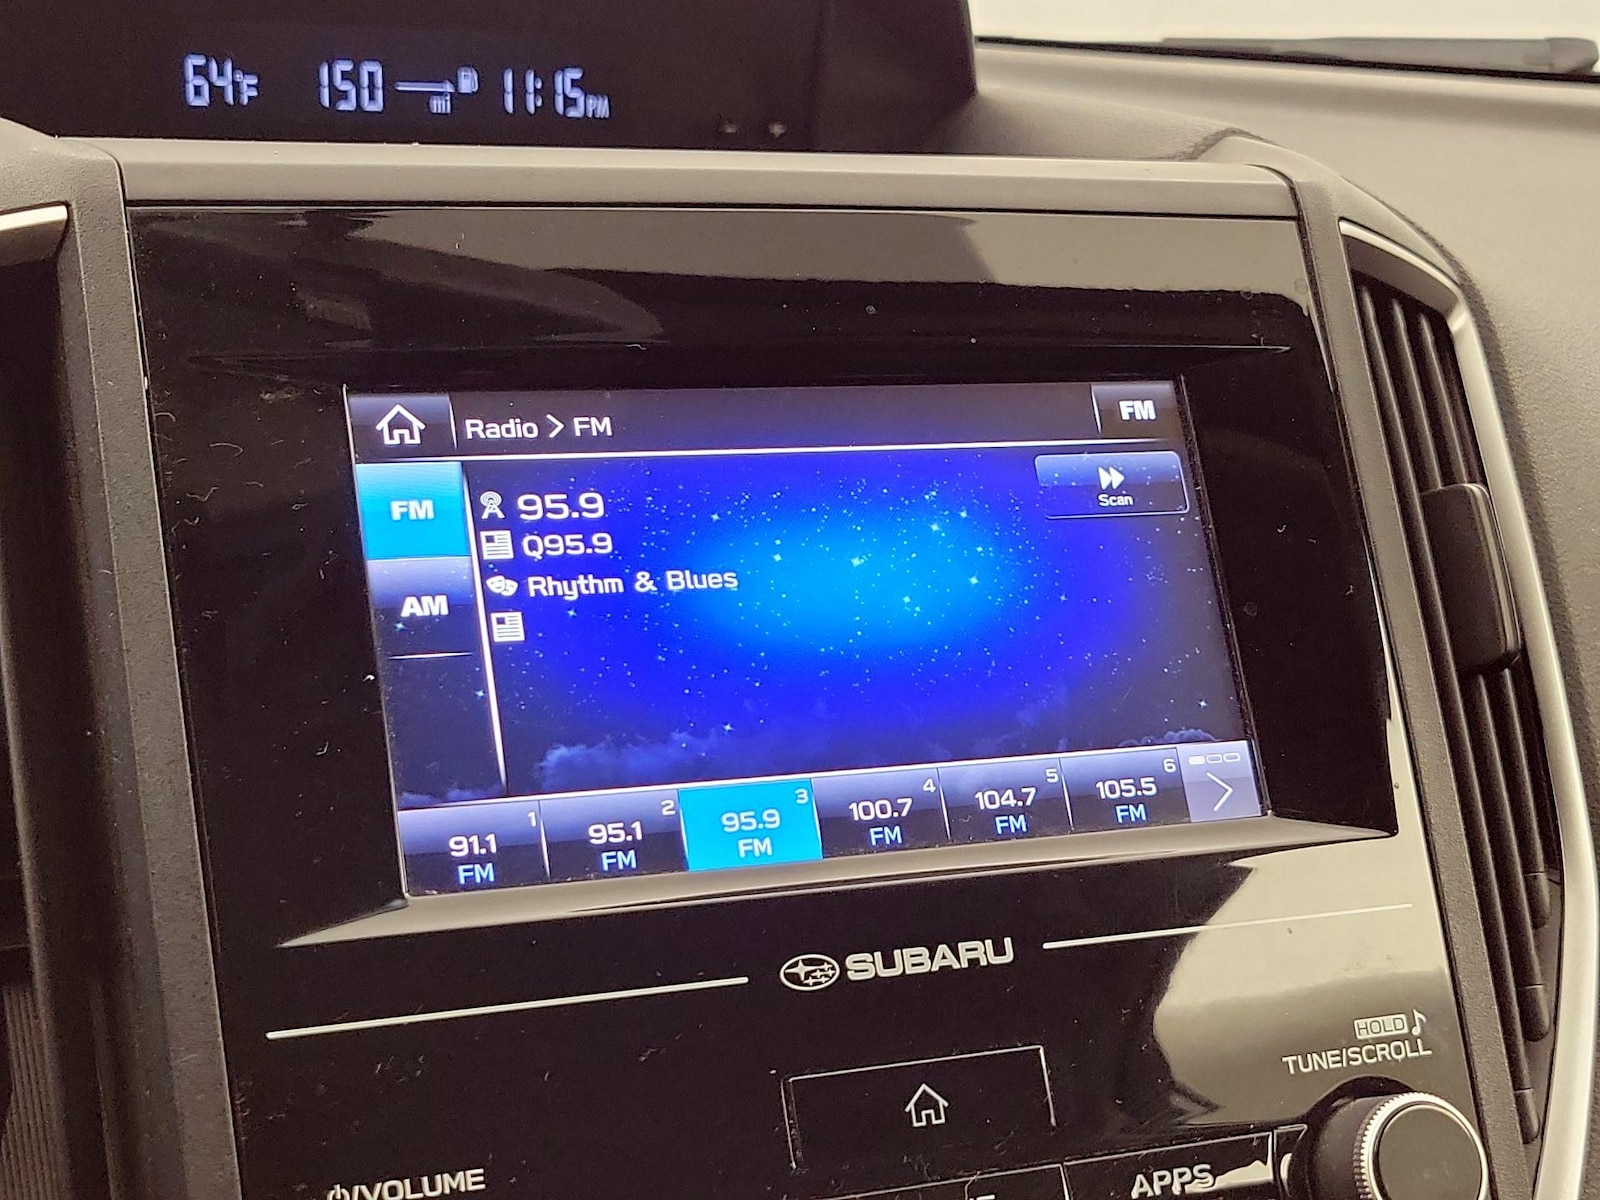 64°F 150 mi 11:15 PM
Radio > FM FM
FM
AM
95.9
Q95.9
Rhythm & Blues
Scan
1 2 3 4 5 6
91.1 95.1 95.9 100.7 104.7 105.5
FM FM FM FM FM FM
SUBARU
HOLD
TUNE/SCROLL
/VOLUME
APPS